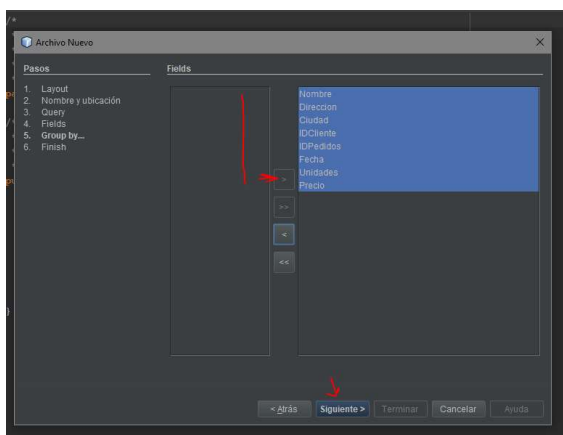 /*
Archivo Nuevo
Pasos
1. Layout
2. Nombre y ubicación
3. Query
4. Fields
5. Group by...
6. Finish
Fields
Nombre
Direccion
Ciudad
IDCliente
IDPedidos
Fecha
Unidades
Precio
>
>>
<
<<
< Atrás
Siguiente >
Terminar
Cancelar
Ayuda